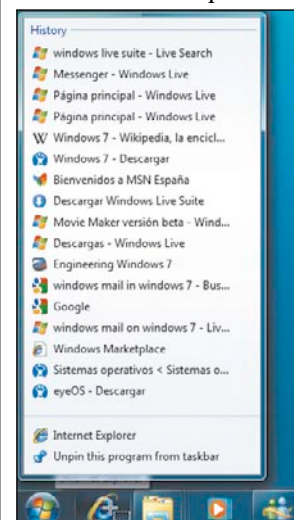 History
windows live suite - Live Search
Messenger - Windows Live
Página principal - Windows Live
Página principal - Windows Live
Windows 7 - Wikipedia, la encicl...
Windows 7 - Descargar
Bienvenidos a MSN España
Descargar Windows Live Suite
Movie Maker versión beta - Wind...
Descargas - Windows Live
Engineering Windows 7
windows mail in windows 7 - Bus...
Google
windows mail on windows 7 - Liv...
Windows Marketplace
Sistemas operativos < Sistemas o...
eyeOS - Descargar
Internet Explorer
Unpin this program from taskbar